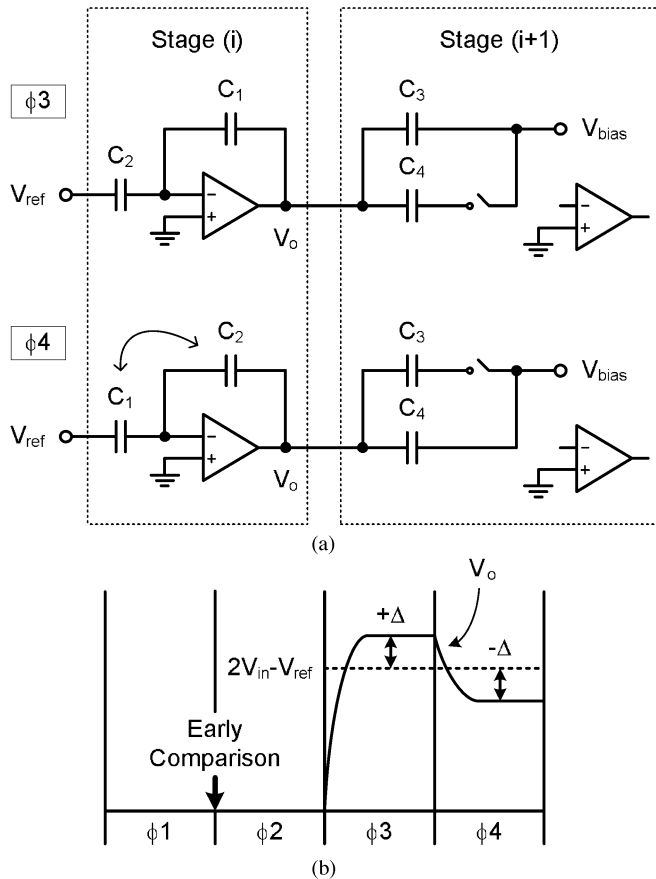 Stage (i)
Stage (i+1)
ϕ3
C1
C2
Vref
−
+
Vo
C3
C4
Vbias
−
+
ϕ4
C2
C1
Vref
−
+
Vo
C3
C4
Vbias
−
+
(a)
Vo
+Δ
2Vin-Vref
-Δ
Early
Comparison
ϕ1
ϕ2
ϕ3
ϕ4
(b)